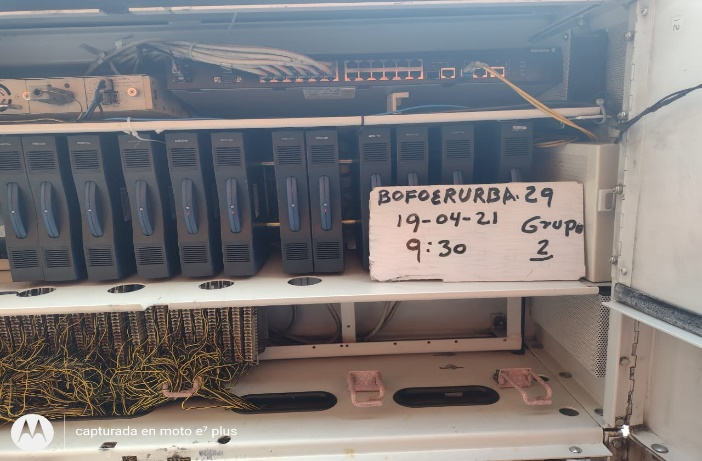 BOFOERURBA.29
19-04-21 Grupo
9:30 2
capturada en moto e⁷ plus